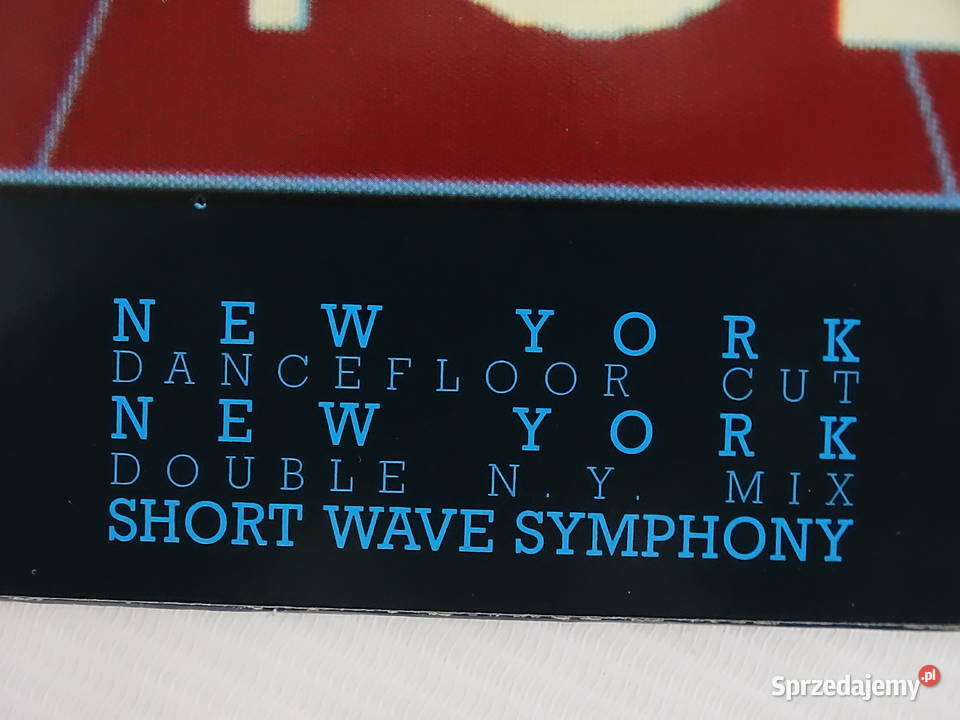 NEW YORK
DANCEFLOOR CUT
NEW YORK
DOUBLE N.Y. MIX
SHORT WAVE SYMPHONY
Sprzedajemy.pl